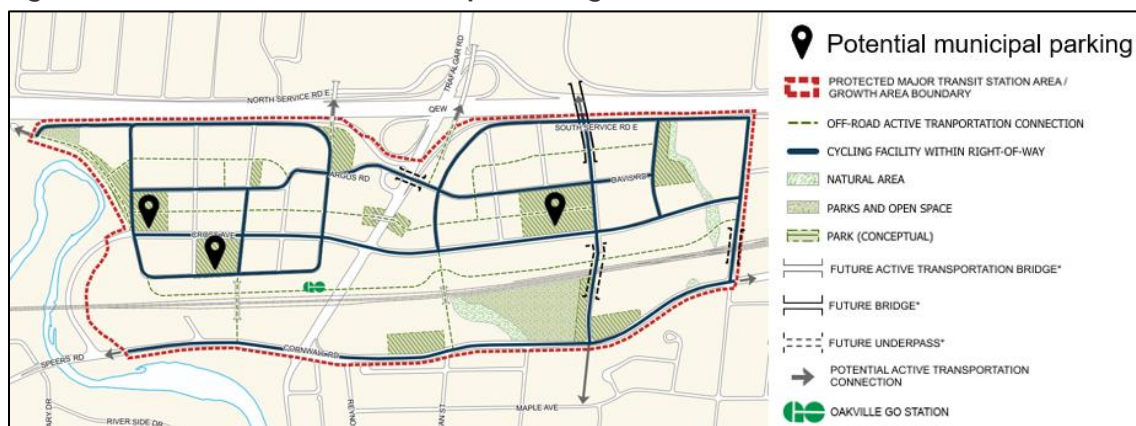 NORTH SERVICE RD E
TRAFALGAR RD
QEW
SOUTH SERVICE RD E
ARGUS RD
DAVIS RD
CROSS AVE
GO
CORNWALL RD
SPEERS RD
MAPLE AVE
RIVER SIDE DR
Potential municipal parking
PROTECTED MAJOR TRANSIT STATION AREA /
GROWTH AREA BOUNDARY
OFF-ROAD ACTIVE TRANPORTATION CONNECTION
CYCLING FACILITY WITHIN RIGHT-OF-WAY
NATURAL AREA
PARKS AND OPEN SPACE
PARK (CONCEPTUAL)
FUTURE ACTIVE TRANSPORTATION BRIDGE*
FUTURE BRIDGE*
FUTURE UNDERPASS*
POTENTIAL ACTIVE TRANSPORTATION
CONNECTION
GO OAKVILLE GO STATION